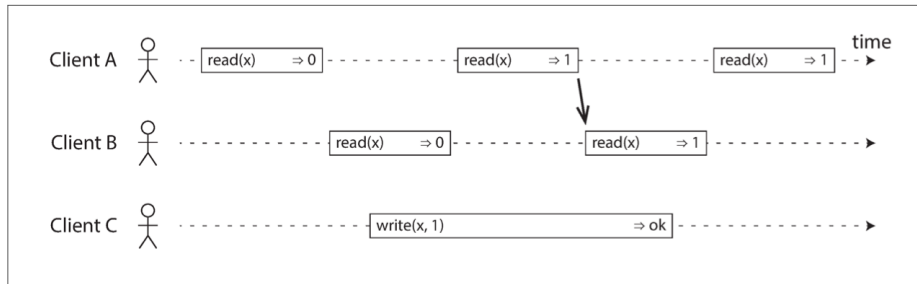 time
Client A read(x) ⇒ 0 read(x) ⇒ 1 read(x) ⇒ 1
Client B read(x) ⇒ 0 read(x) ⇒ 1
Client C write(x, 1) ⇒ ok